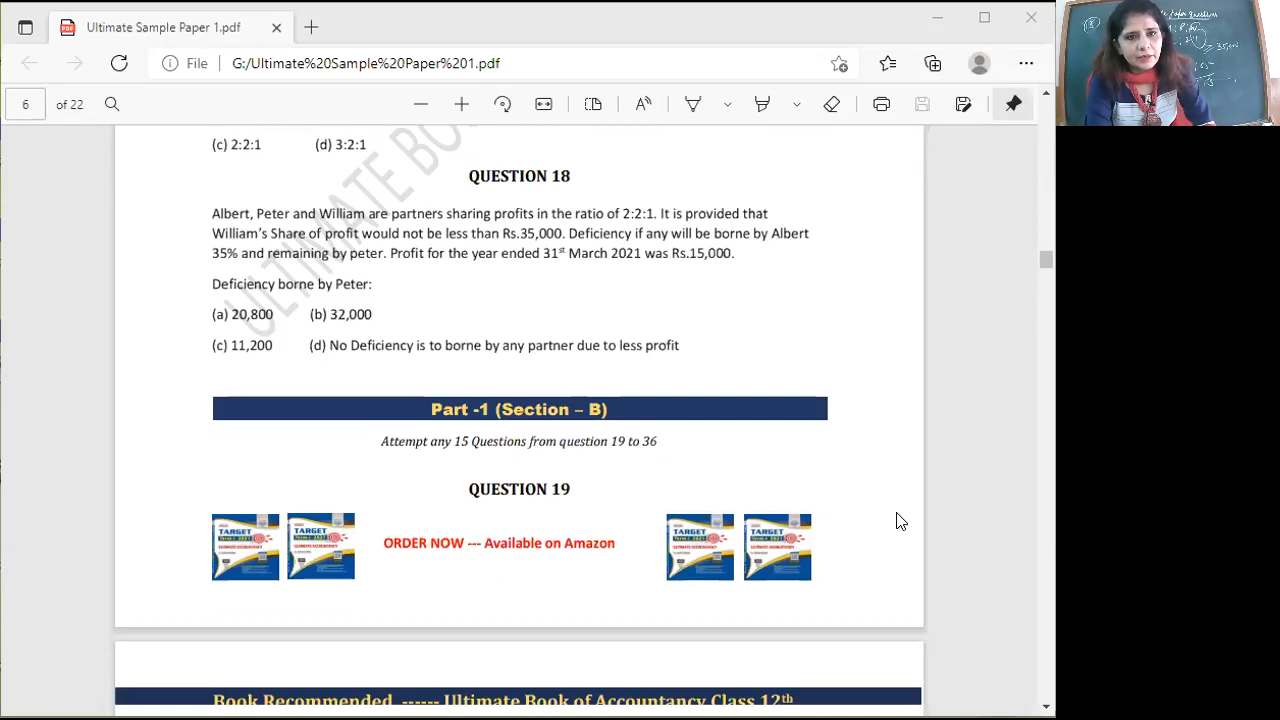 Ultimate Sample Paper 1.pdf
File G:/Ultimate%20Sample%20Paper%201.pdf
6 of 22
(c) 2:2:1 (d) 3:2:1
QUESTION 18
Albert, Peter and William are partners sharing profits in the ratio of 2:2:1. It is provided that
William's Share of profit would not be less than Rs.35,000. Deficiency if any will be borne by Albert
35% and remaining by peter. Profit for the year ended 31st March 2021 was Rs.15,000.
Deficiency borne by Peter:
(a) 20,800 (b) 32,000
(c) 11,200 (d) No Deficiency is to borne by any partner due to less profit
Part -1 (Section – B)
Attempt any 15 Questions from question 19 to 36
QUESTION 19
TARGET TARGET ORDER NOW --- Available on Amazon TARGET TARGET
Book Recommended ------ Ultimate Book of Accountancy Class 12th
ULTIMATE BO